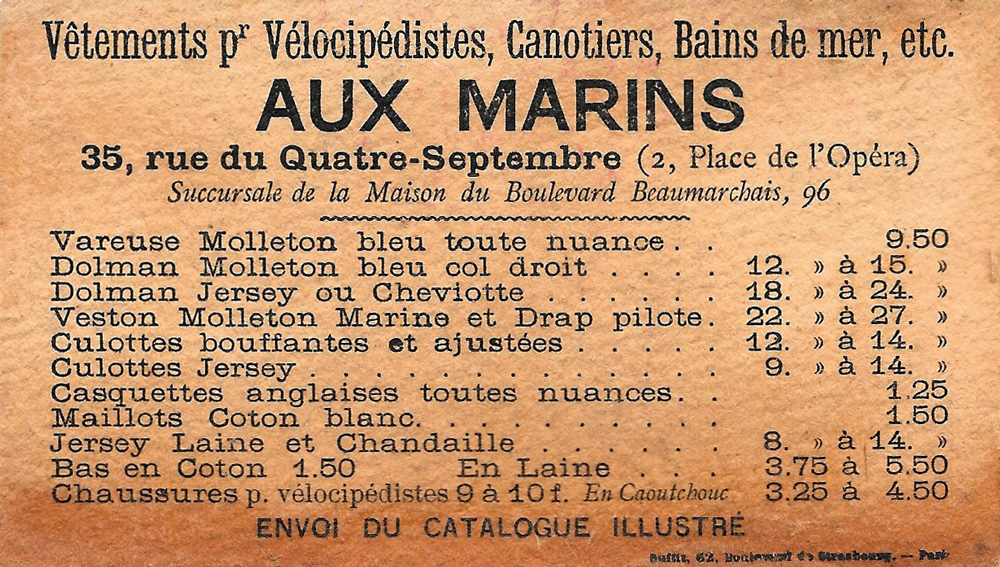 Vêtements pr Vélocipédistes, Canotiers, Bains de mer, etc.
AUX MARINS
35, rue du Quatre-Septembre (2, Place de l'Opéra)
Succursale de la Maison du Boulevard Beaumarchais, 96
Vareuse Molleton bleu toute nuance. . 9.50
Dolman Molleton bleu col droit . . . . . 12. » à 15. »
Dolman Jersey ou Cheviotte . . . . . . . 18. » à 24. »
Veston Molleton Marine et Drap pilote. 22. » à 27. »
Culottes bouffantes et ajustées . . . . . 12. » à 14. »
Culottes Jersey . . . . . . . . . . . . . 9. » à 14. »
Casquettes anglaises toutes nuances. . 1.25
Maillots Coton blanc. . . . . . . . . . 1.50
Jersey Laine et Chandaille . . . . . . . 8. » à 14. »
Bas en Coton 1.50 En Laine . . . 3.75 à 5.50
Chaussures p. vélocipédistes 9 à 10 f. En Caoutchouc 3.25 à 4.50
ENVOI DU CATALOGUE ILLUSTRÉ
62, Boulevard de Strasbourg. —